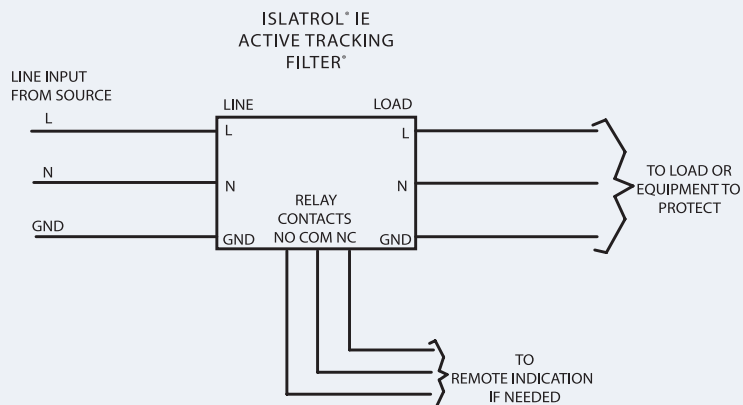 ISLATROL® IE
ACTIVE TRACKING
FILTER®
LINE INPUT
FROM SOURCE
L
N
GND
LINE
LOAD
L
N
GND
L
N
GND
RELAY
CONTACTS
NO COM NC
TO LOAD OR
EQUIPMENT TO
PROTECT
TO
REMOTE INDICATION
IF NEEDED